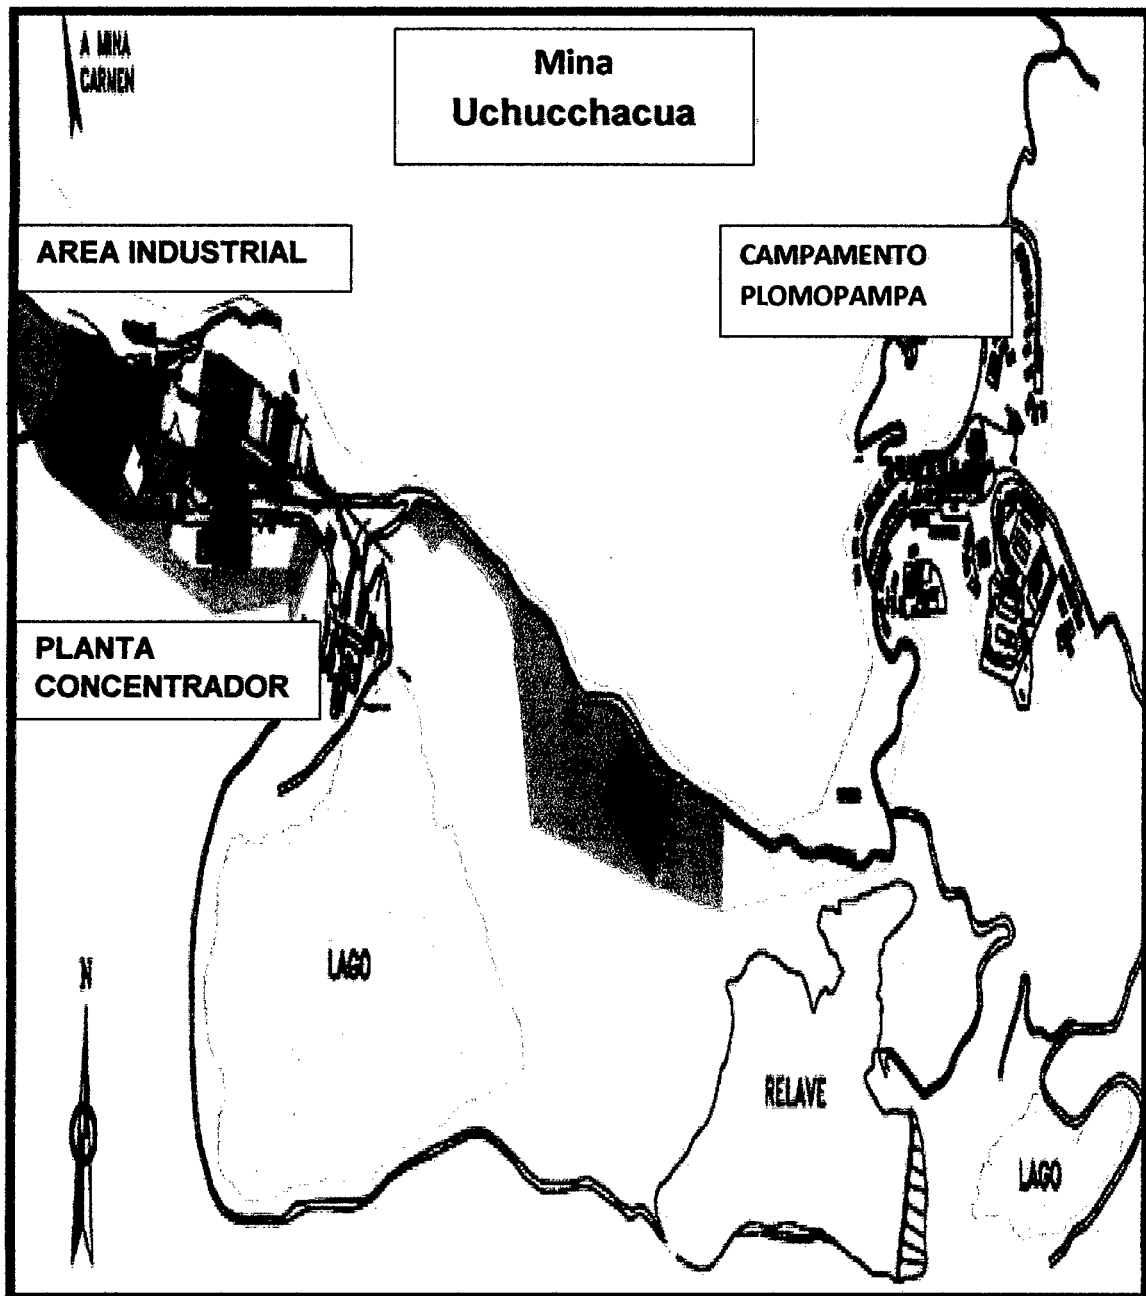 A MINA
CARMEN
Mina
Uchucchacua
AREA INDUSTRIAL
CAMPAMENTO
PLOMOPAMPA
PLANTA
CONCENTRADOR
LAGO
N
RELAVE
LAGO